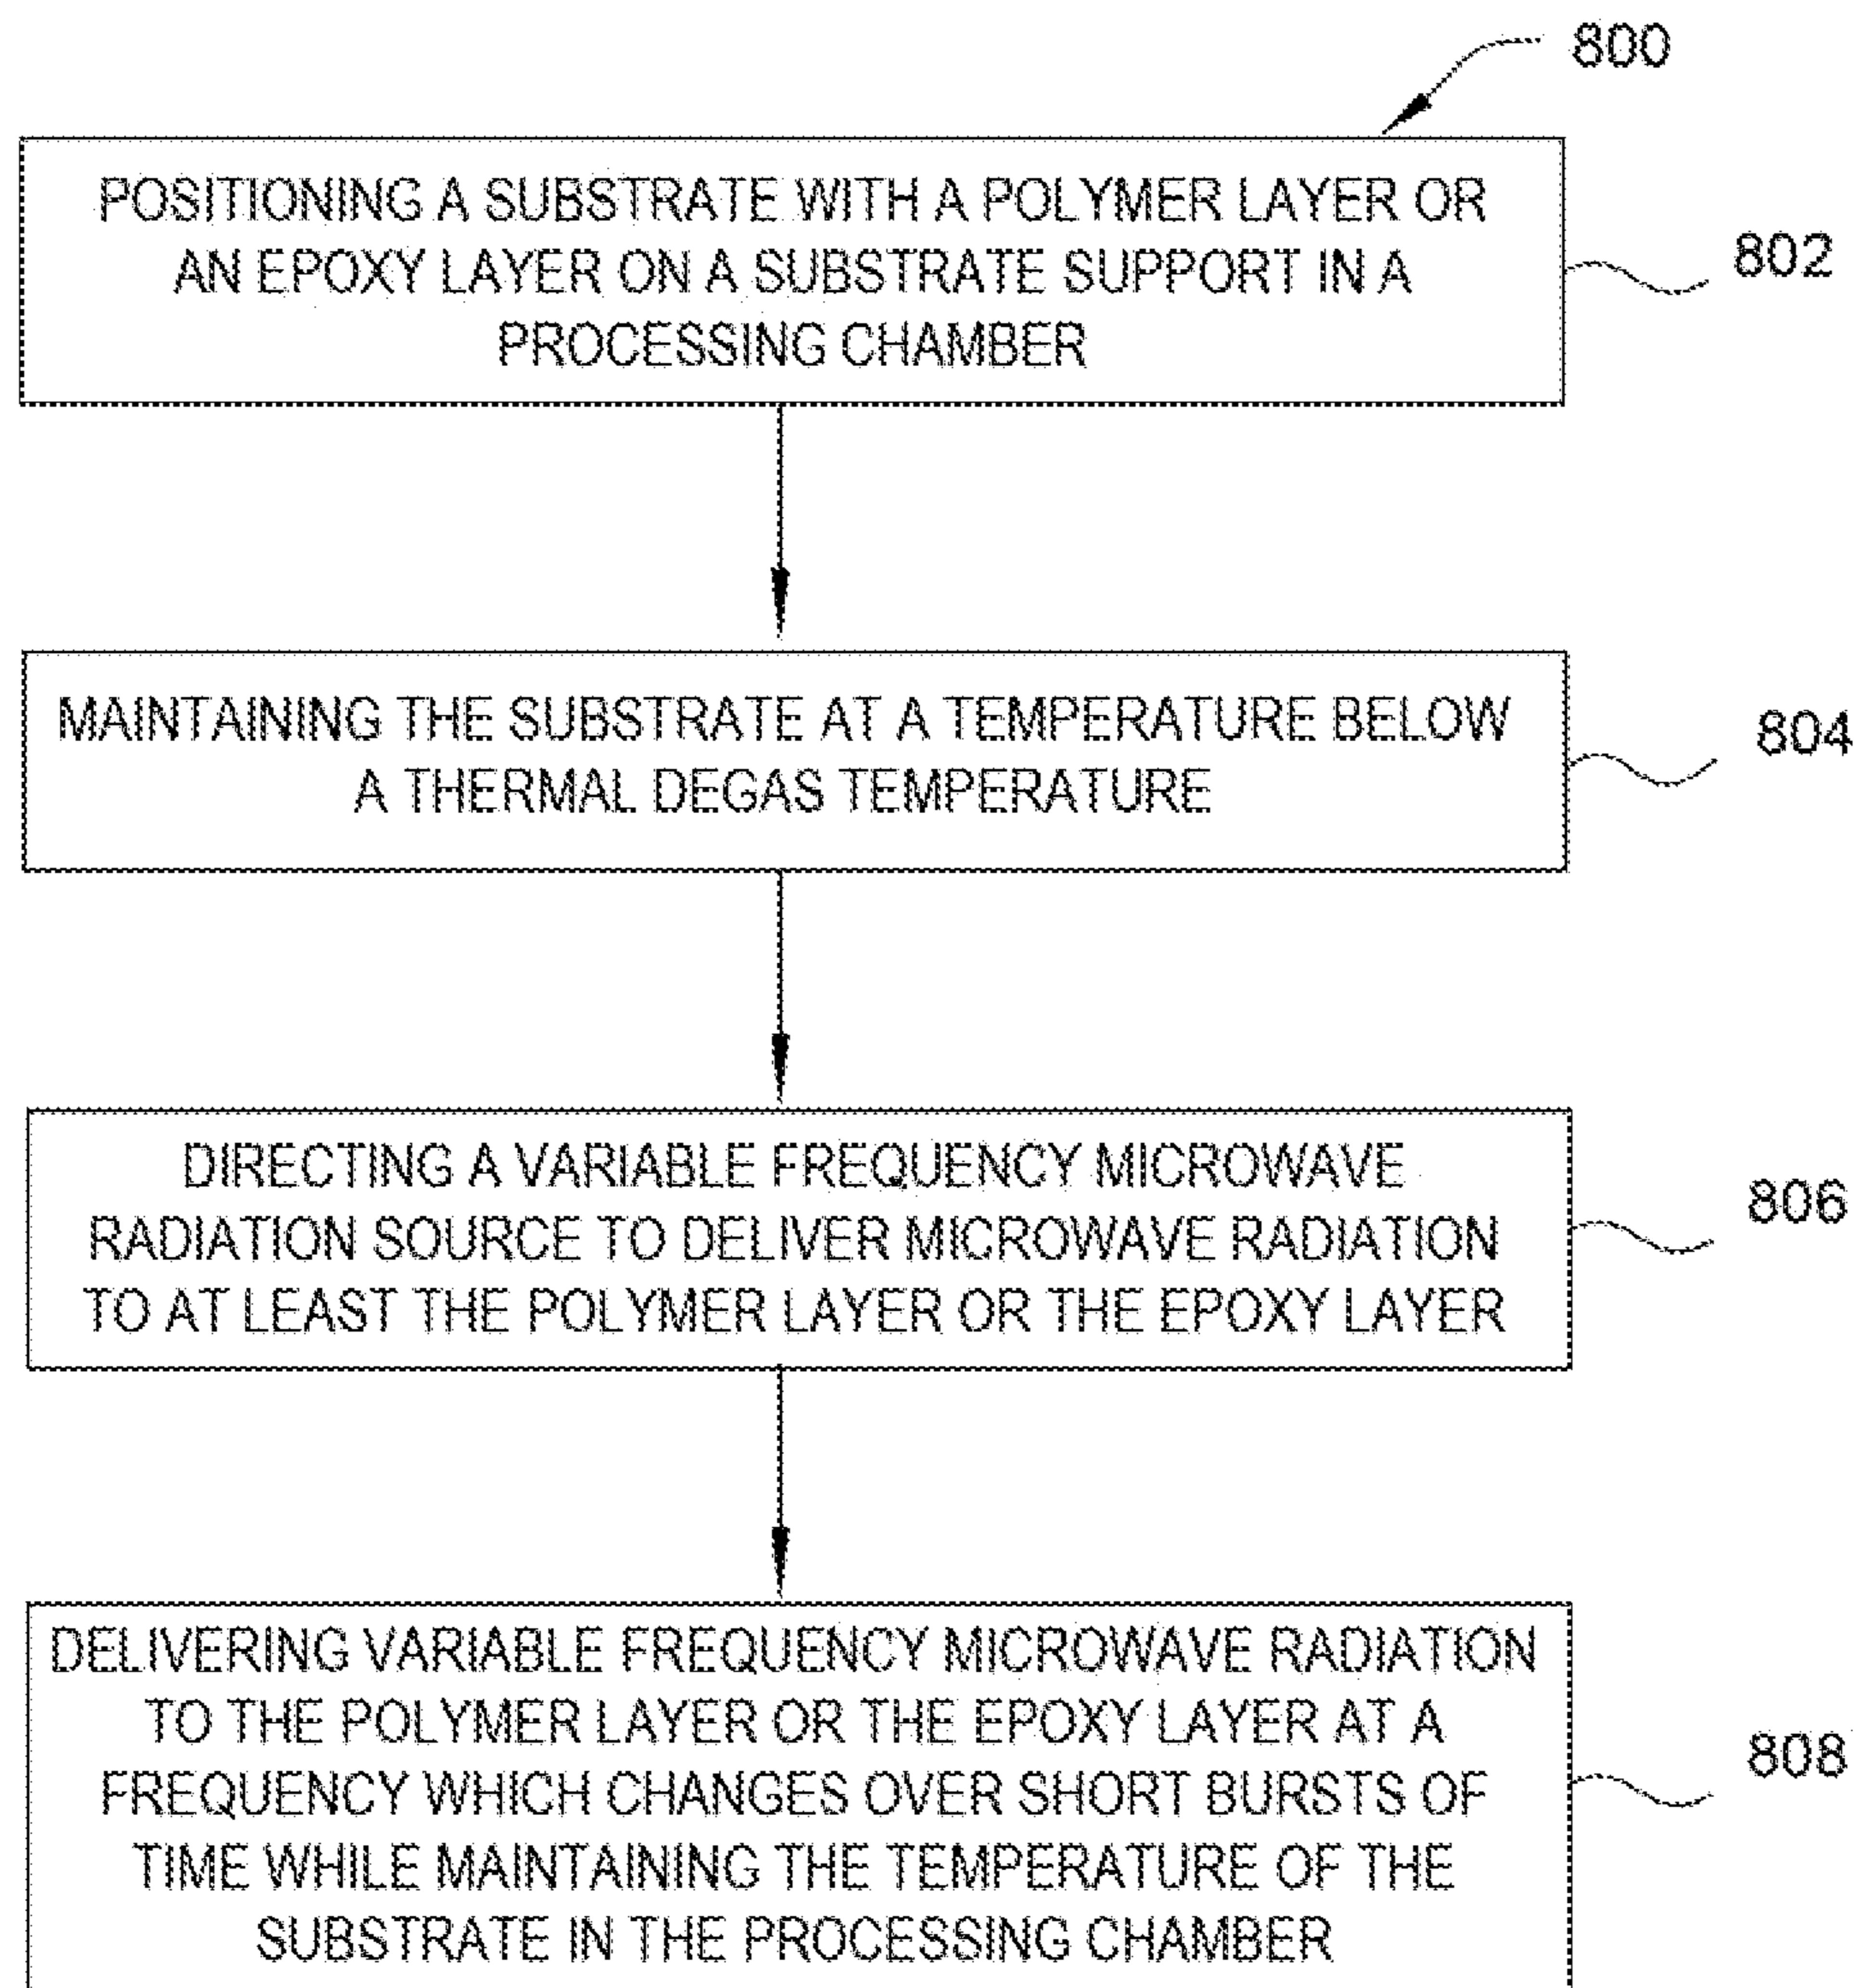 800
POSITIONING A SUBSTRATE WITH A POLYMER LAYER OR
AN EPOXY LAYER ON A SUBSTRATE SUPPORT IN A
PROCESSING CHAMBER
802
MAINTAINING THE SUBSTRATE AT A TEMPERATURE BELOW
A THERMAL DEGAS TEMPERATURE
804
DIRECTING A VARIABLE FREQUENCY MICROWAVE
RADIATION SOURCE TO DELIVER MICROWAVE RADIATION
TO AT LEAST THE POLYMER LAYER OR THE EPOXY LAYER
806
DELIVERING VARIABLE FREQUENCY MICROWAVE RADIATION
TO THE POLYMER LAYER OR THE EPOXY LAYER AT A
FREQUENCY WHICH CHANGES OVER SHORT BURSTS OF
TIME WHILE MAINTAINING THE TEMPERATURE OF THE
SUBSTRATE IN THE PROCESSING CHAMBER
808